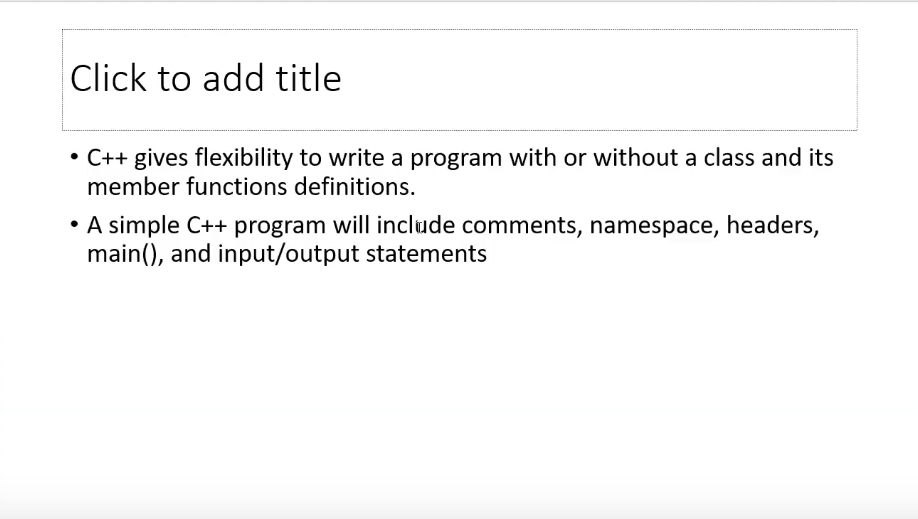 Click to add title
• C++ gives flexibility to write a program with or without a class and its
member functions definitions.
• A simple C++ program will include comments, namespace, headers,
main(), and input/output statements